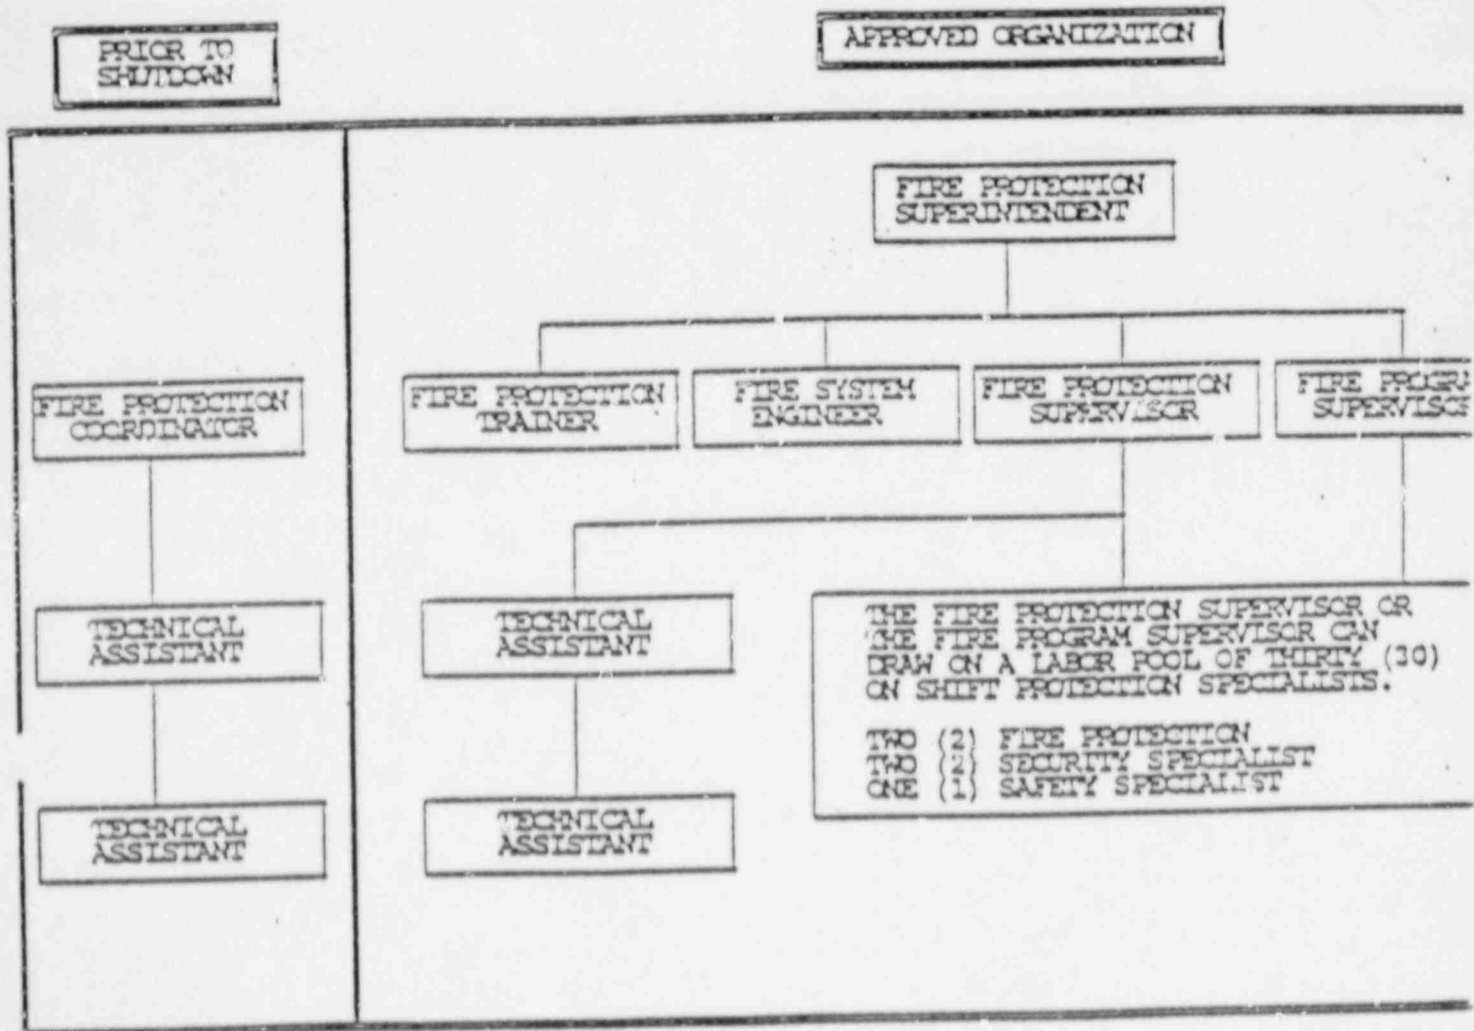 PRIOR TO
SHUTDOWN
APPROVED ORGANIZATION
FIRE PROTECTION
SUPERINTENDENT
FIRE PROTECTION
COORDINATOR
FIRE PROTECTION
TRAINER
FIRE SYSTEM
ENGINEER
FIRE PROTECTION
SUPERVISOR
FIRE
SUPERVISOR
TECHNICAL
ASSISTANT
TECHNICAL
ASSISTANT
THE FIRE PROTECTION SUPERVISOR OR
THE FIRE PROGRAM SUPERVISOR CAN
DRAW ON A LABOR POOL OF THIRTY (30)
ON SHIFT PROTECTION SPECIALISTS.
TWO (2) FIRE PROTECTION
TWO (2) SECURITY SPECIALIST
ONE (1) SAFETY SPECIALIST
TECHNICAL
ASSISTANT
TECHNICAL
ASSISTANT